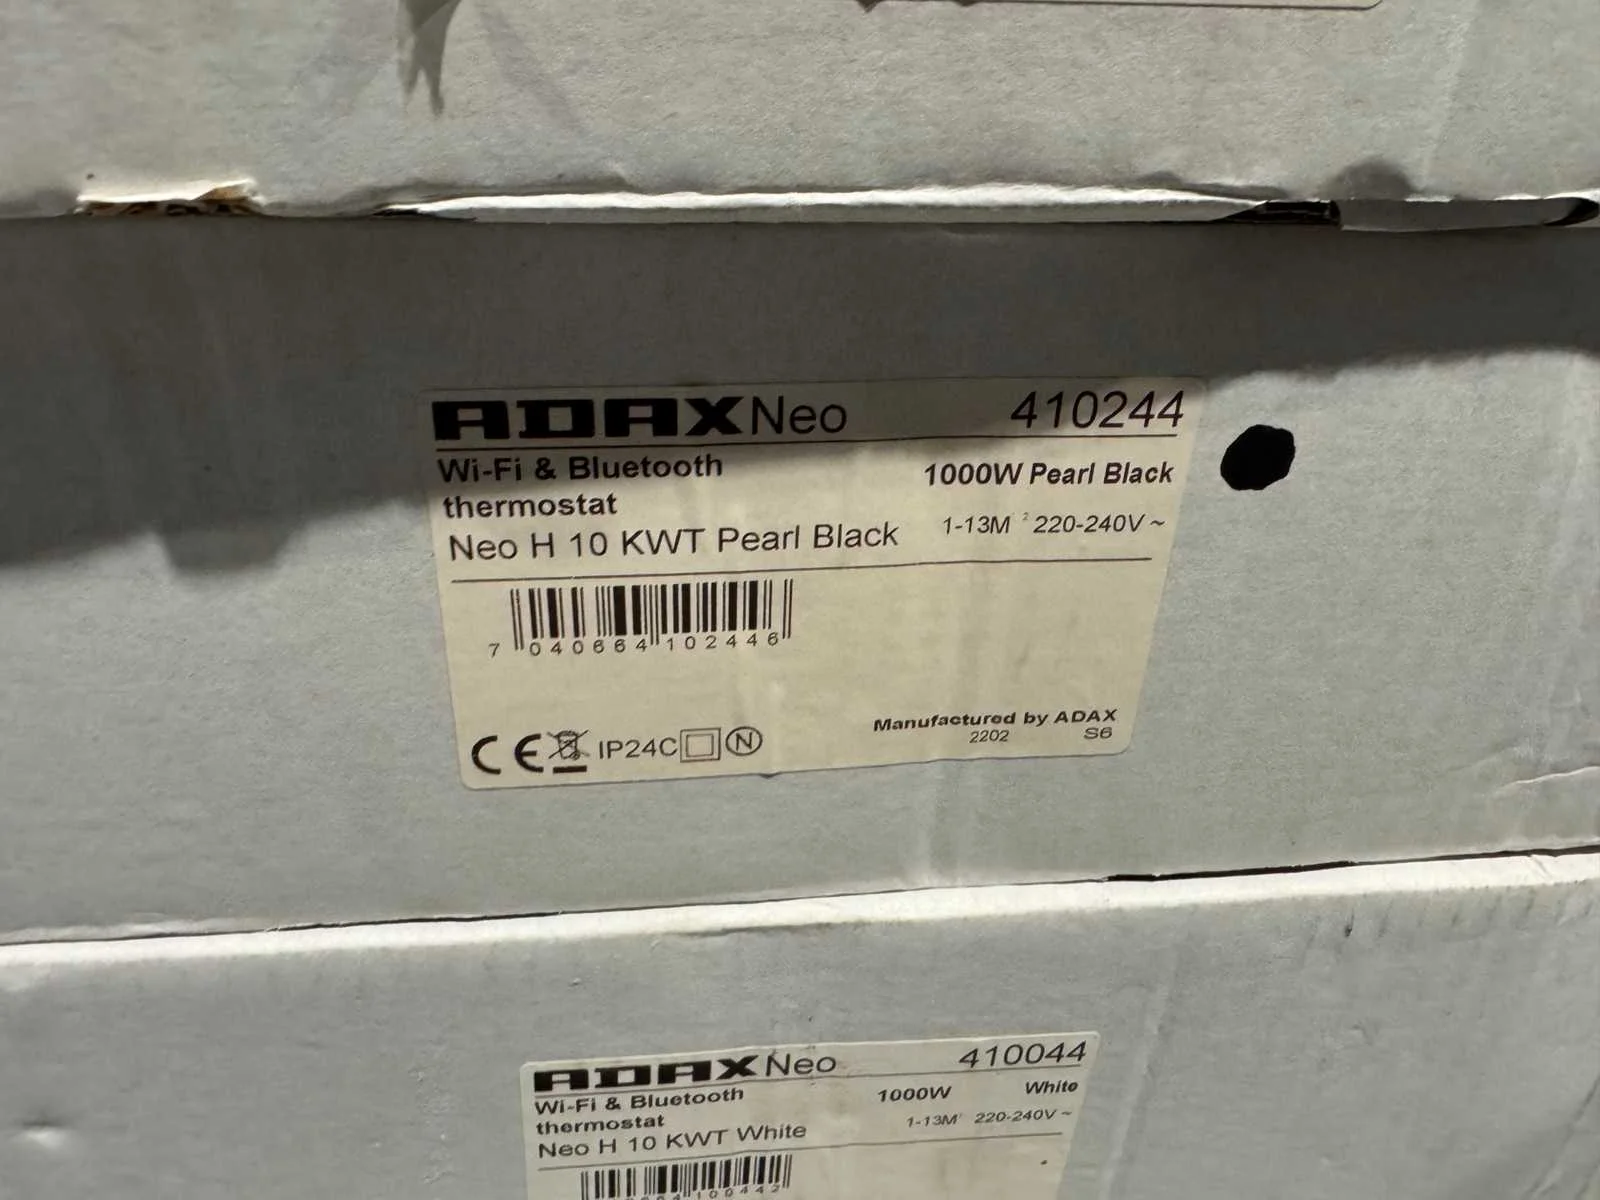 ADAX Neo 410244
Wi-Fi & Bluetooth 1000W Pearl Black
thermostat
Neo H 10 KWT Pearl Black 1-13M² 220-240V ~
7 040664 102446
CE IP24C N
Manufactured by ADAX
2202 S6
ADAX Neo 410044
Wi-Fi & Bluetooth 1000W White
thermostat 1-13M² 220-240V ~
Neo H 10 KWT White
100442